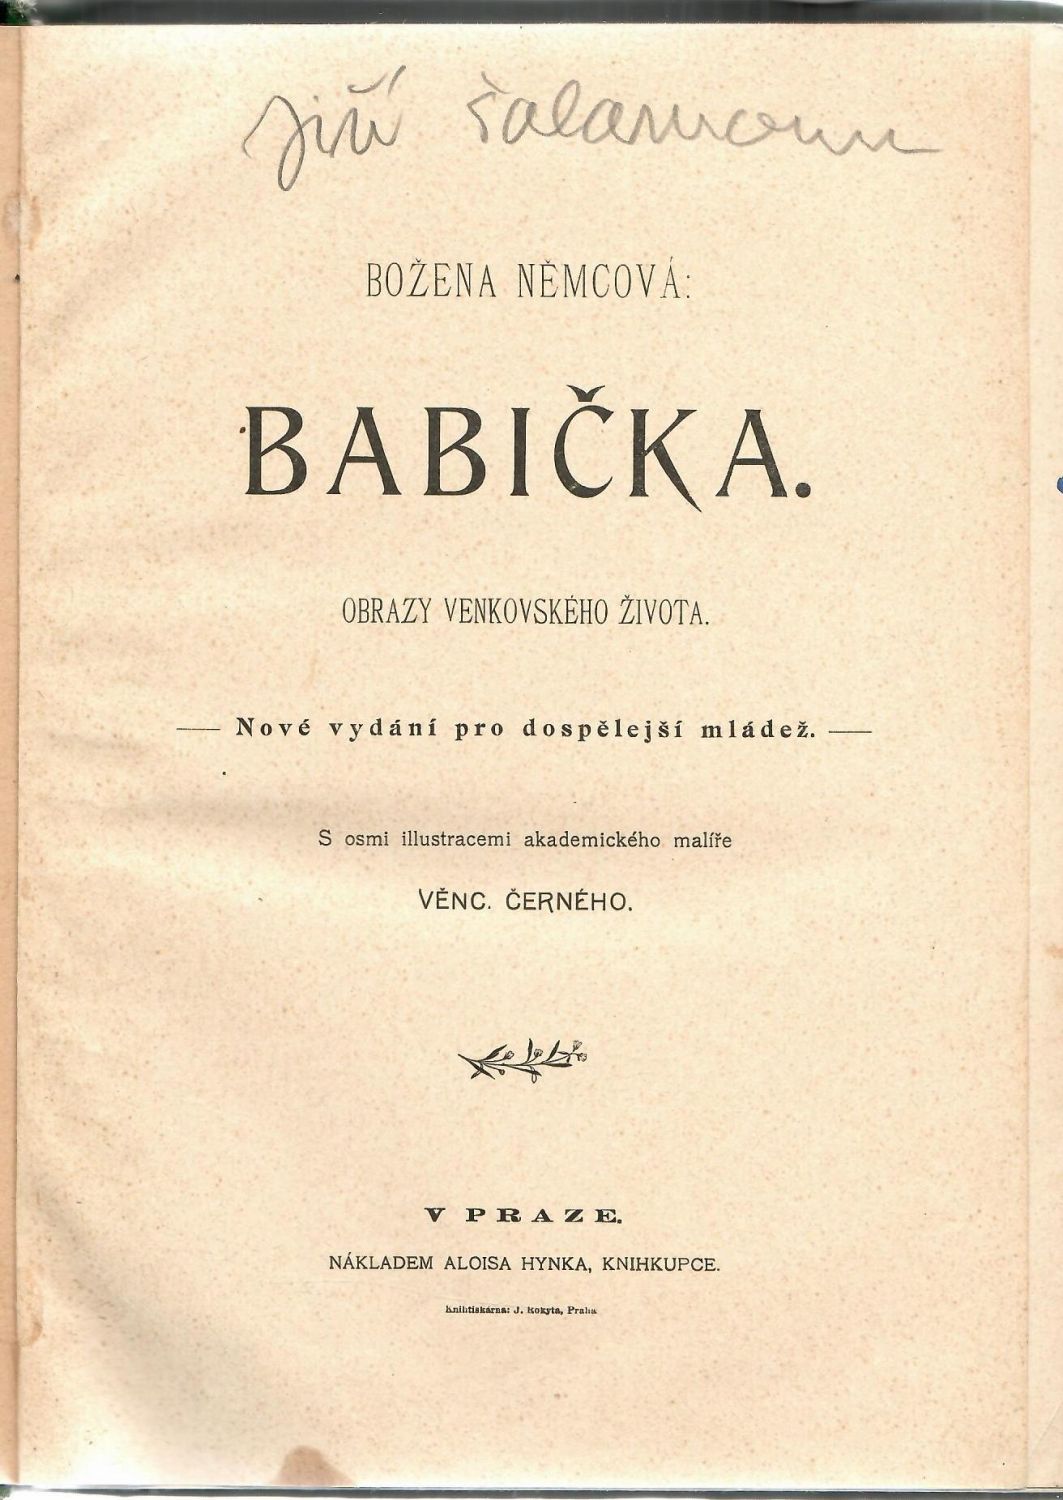 Jiří Šalamoun
BOŽENA NĚMCOVÁ:
BABIČKA.
OBRAZY VENKOVSKÉHO ŽIVOTA.
— Nové vydání pro dospělejší mládež. —
S osmi illustracemi akademického malíře
VĚNC. ČERNÉHO.
V PRAZE.
NÁKLADEM ALOISA HYNKA, KNIHKUPCE.
Knihtiskárna: J. Kokyta, Praha